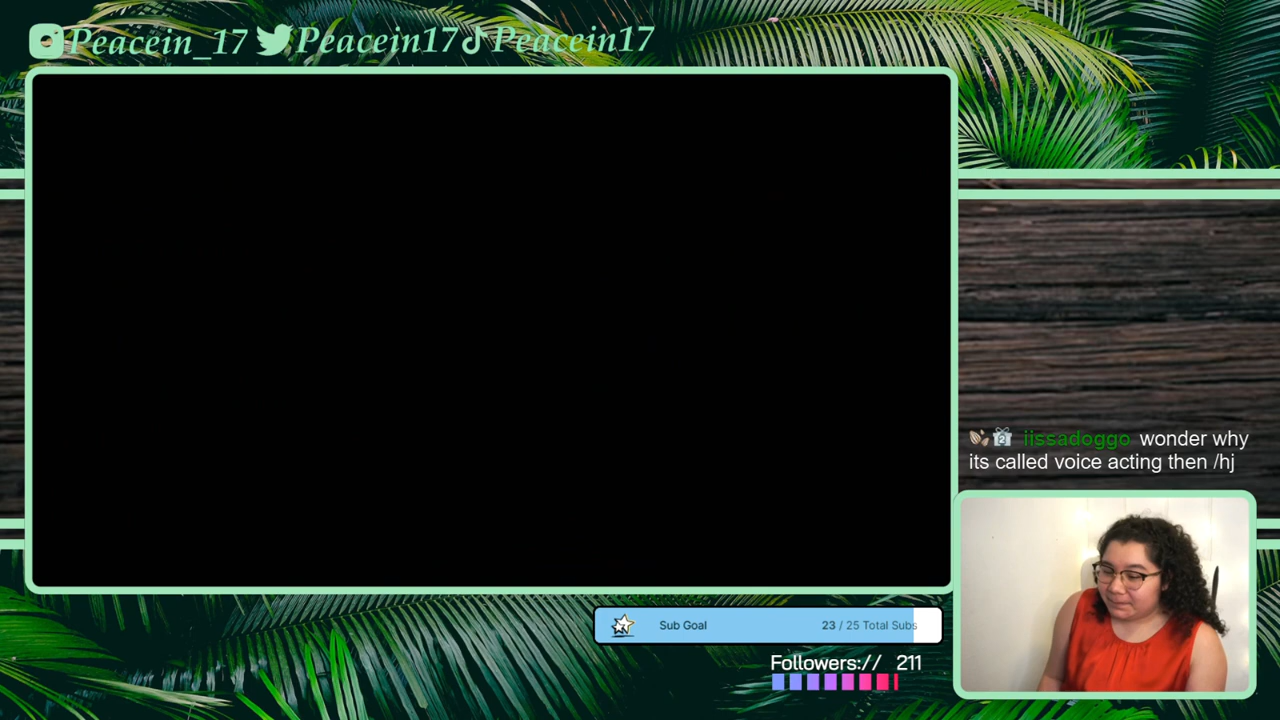 Peacein_17 Peacein17 Peacein17
iissadoggo wonder why
its called voice acting then /hj
Sub Goal 23 / 25 Total Subs
Followers:// 211